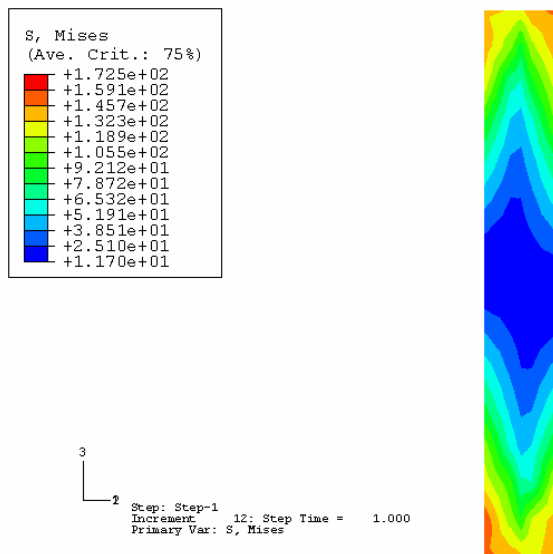 S, Mises
(Ave. Crit.: 75%)
+1.725e+02
+1.591e+02
+1.457e+02
+1.323e+02
+1.189e+02
+1.055e+02
+9.212e+01
+7.872e+01
+6.532e+01
+5.191e+01
+3.851e+01
+2.510e+01
+1.170e+01
3
Step: Step-1
Increment 12: Step Time = 1.000
Primary Var: S, Mises